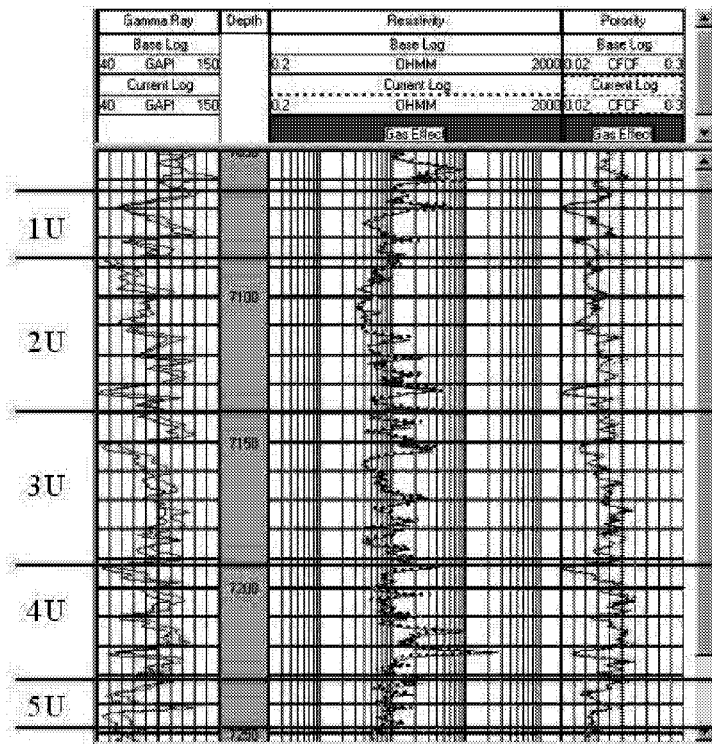 Gamma Ray Depth Resistivity Porosity
Base Log Base Log Base Log
40 GAPI 150 0.2 OHMM 2000 0.02 CFCF 0.3
Current Log Current Log Current Log
40 GAPI 150 0.2 OHMM 2000 0.02 CFCF 0.3
Gas Effect Gas Effect
1U
7100
2U
7150
3U
7200
4U
5U
7250